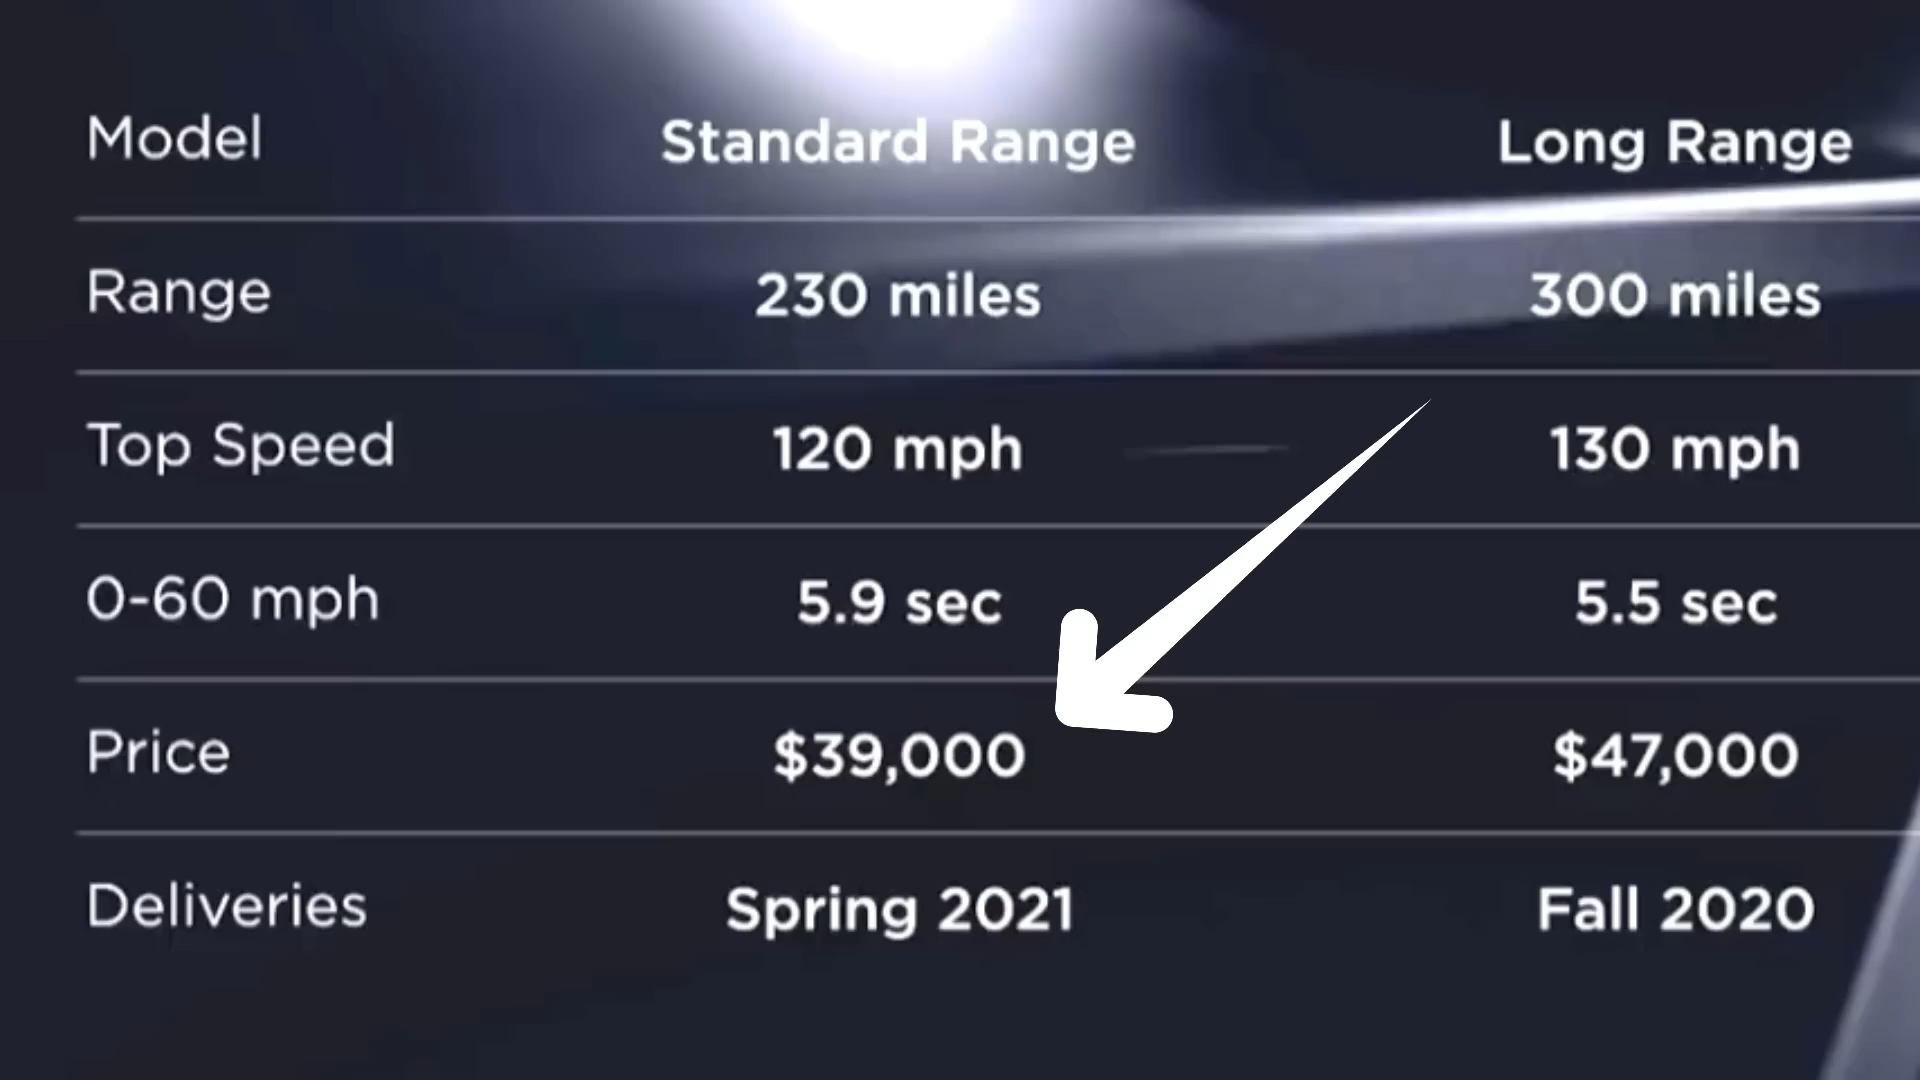 Model Standard Range Long Range
Range 230 miles 300 miles
Top Speed 120 mph 130 mph
0-60 mph 5.9 sec 5.5 sec
Price $39,000 $47,000
Deliveries Spring 2021 Fall 2020